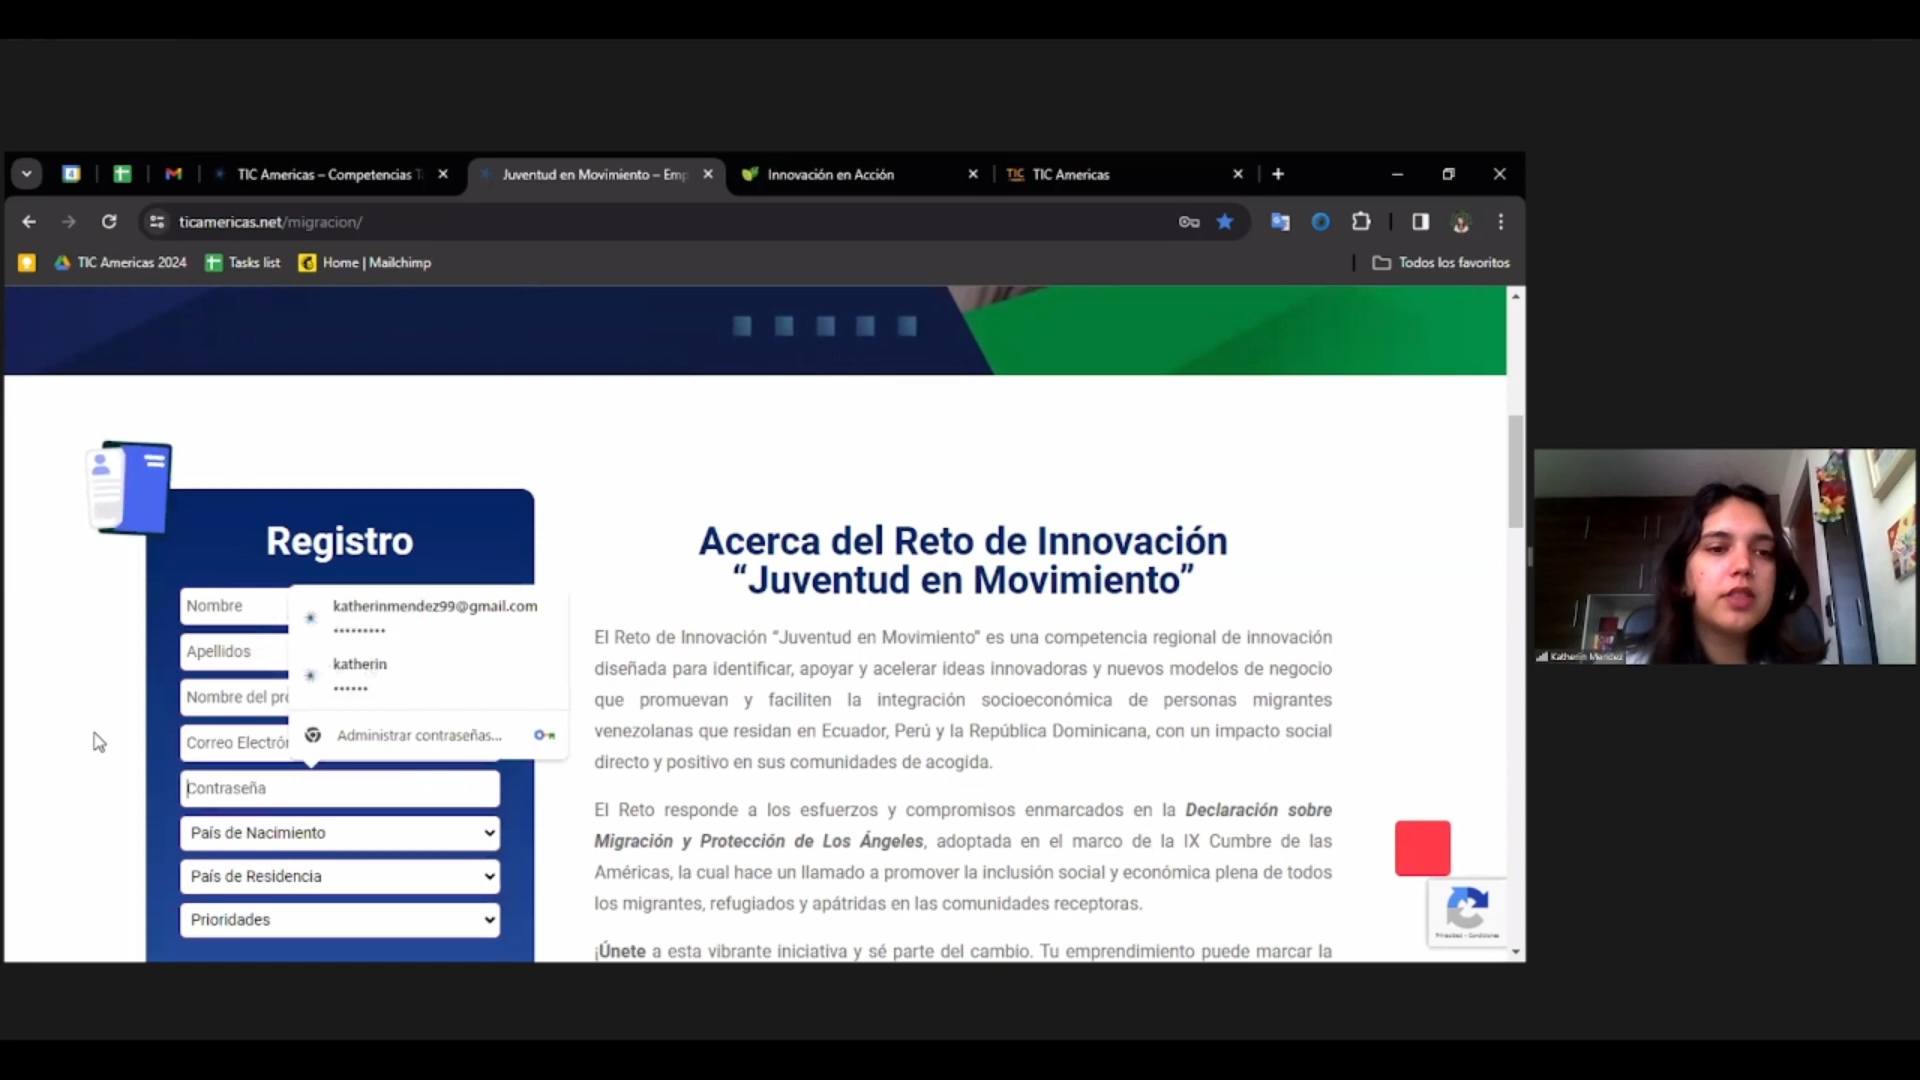 TIC Americas – Competencias T
Juventud en Movimiento – Emp
Innovación en Acción
TIC TIC Americas
ticamericas.net/migracion/
TIC Americas 2024
Tasks list
Home | Mailchimp
Todos los favoritos
Registro
Nombre
Apellidos
Nombre del pro
Correo Electrón
Contraseña
País de Nacimiento
País de Residencia
Prioridades
katherinmendez99@gmail.com
•••••••••
katherin
••••••
Administrar contraseñas...
Acerca del Reto de Innovación
“Juventud en Movimiento”
El Reto de Innovación “Juventud en Movimiento” es una competencia regional de innovación
diseñada para identificar, apoyar y acelerar ideas innovadoras y nuevos modelos de negocio
que promuevan y faciliten la integración socioeconómica de personas migrantes
venezolanas que residan en Ecuador, Perú y la República Dominicana, con un impacto social
directo y positivo en sus comunidades de acogida.
El Reto responde a los esfuerzos y compromisos enmarcados en la Declaración sobre
Migración y Protección de Los Ángeles, adoptada en el marco de la IX Cumbre de las
Américas, la cual hace un llamado a promover la inclusión social y económica plena de todos
los migrantes, refugiados y apátridas en las comunidades receptoras.
¡Únete a esta vibrante iniciativa y sé parte del cambio. Tu emprendimiento puede marcar la
Privacidad - Condiciones
Katherin Mendez